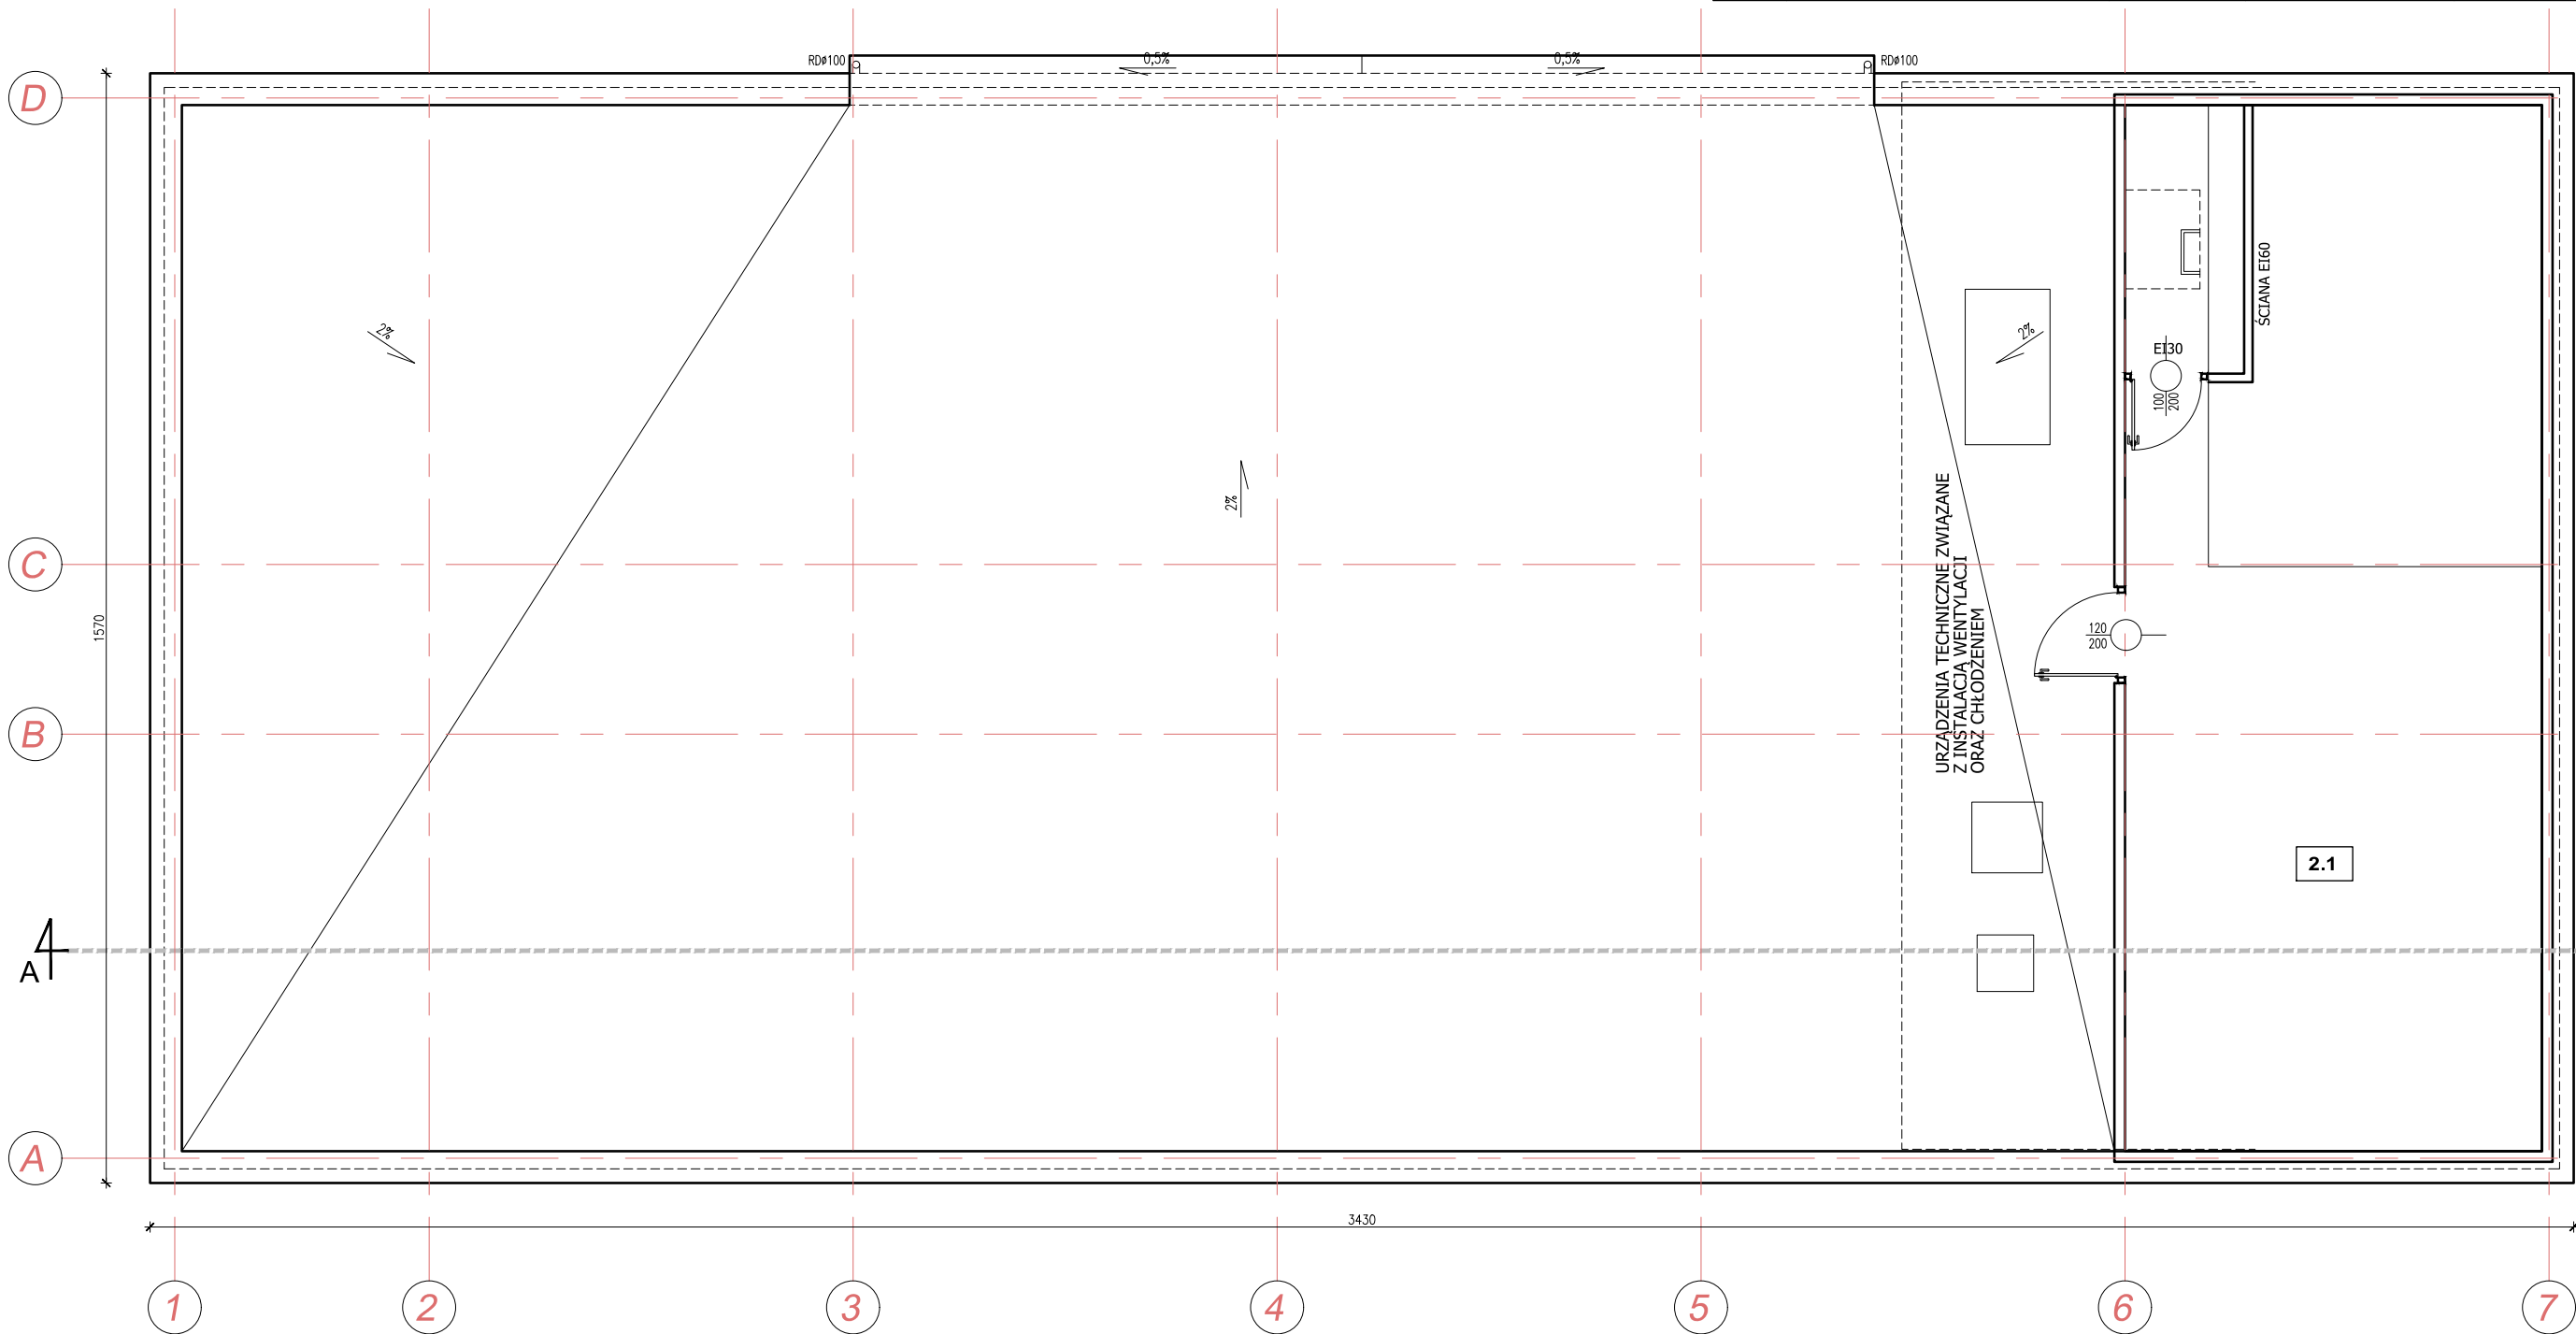 RDø100
0,5%
0,5%
RDø100
D
2%
2%
ŚCIANA EI60
EI30
100
200
2%
C
1570
URZĄDZENIA TECHNICZNE ZWIĄZANE
Z INSTALACJĄ WENTYLACJI
ORAZ CHŁODZENIEM
120
200
B
2.1
A
A
3430
1
2
3
4
5
6
7